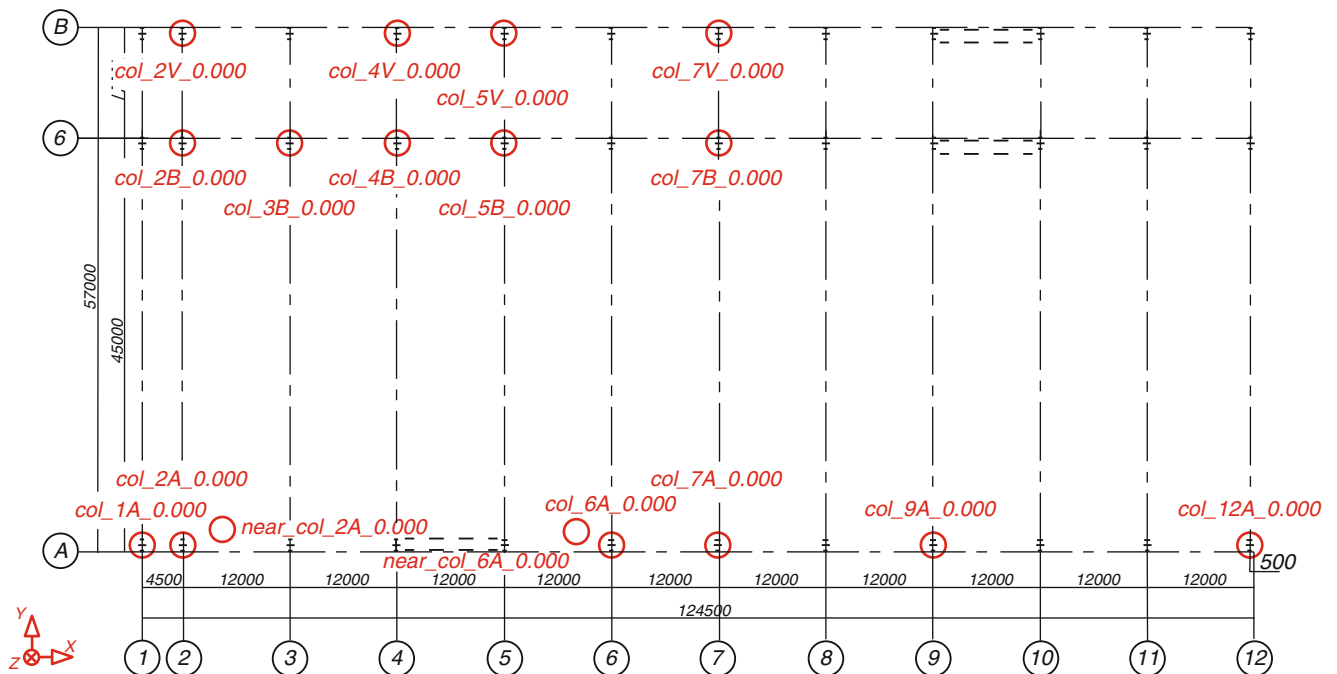 B
col_2V_0.000 col_4V_0.000 col_7V_0.000
col_5V_0.000
6
col_2B_0.000 col_4B_0.000 col_7B_0.000
col_3B_0.000 col_5B_0.000
57000
45000
col_2A_0.000 col_7A_0.000
col_1A_0.000 col_6A_0.000 col_9A_0.000 col_12A_0.000
near_col_2A_0.000
A
near_col_6A_0.000
500
4500 12000 12000 12000 12000 12000 12000 12000 12000 12000 12000
124500
Y
Z X
1 2 3 4 5 6 7 8 9 10 11 12